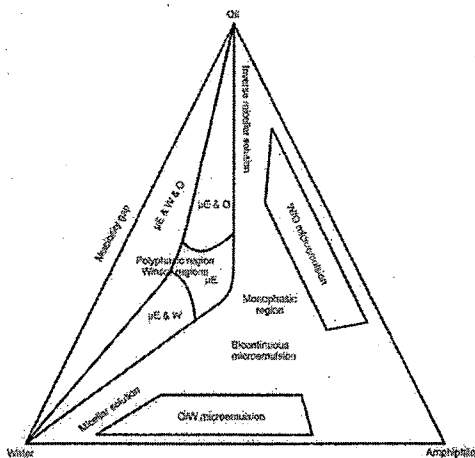 Oil
Inverse micellar solution
Miscibility gap
µE & W & O
µE & O
W/O microemulsion
Polyphasic region
Winsor regions
µE
Monophasic
region
µE & W
Bicontinuous
microemulsion
Micellar solution
O/W microemulsion
Water
Amphiphile